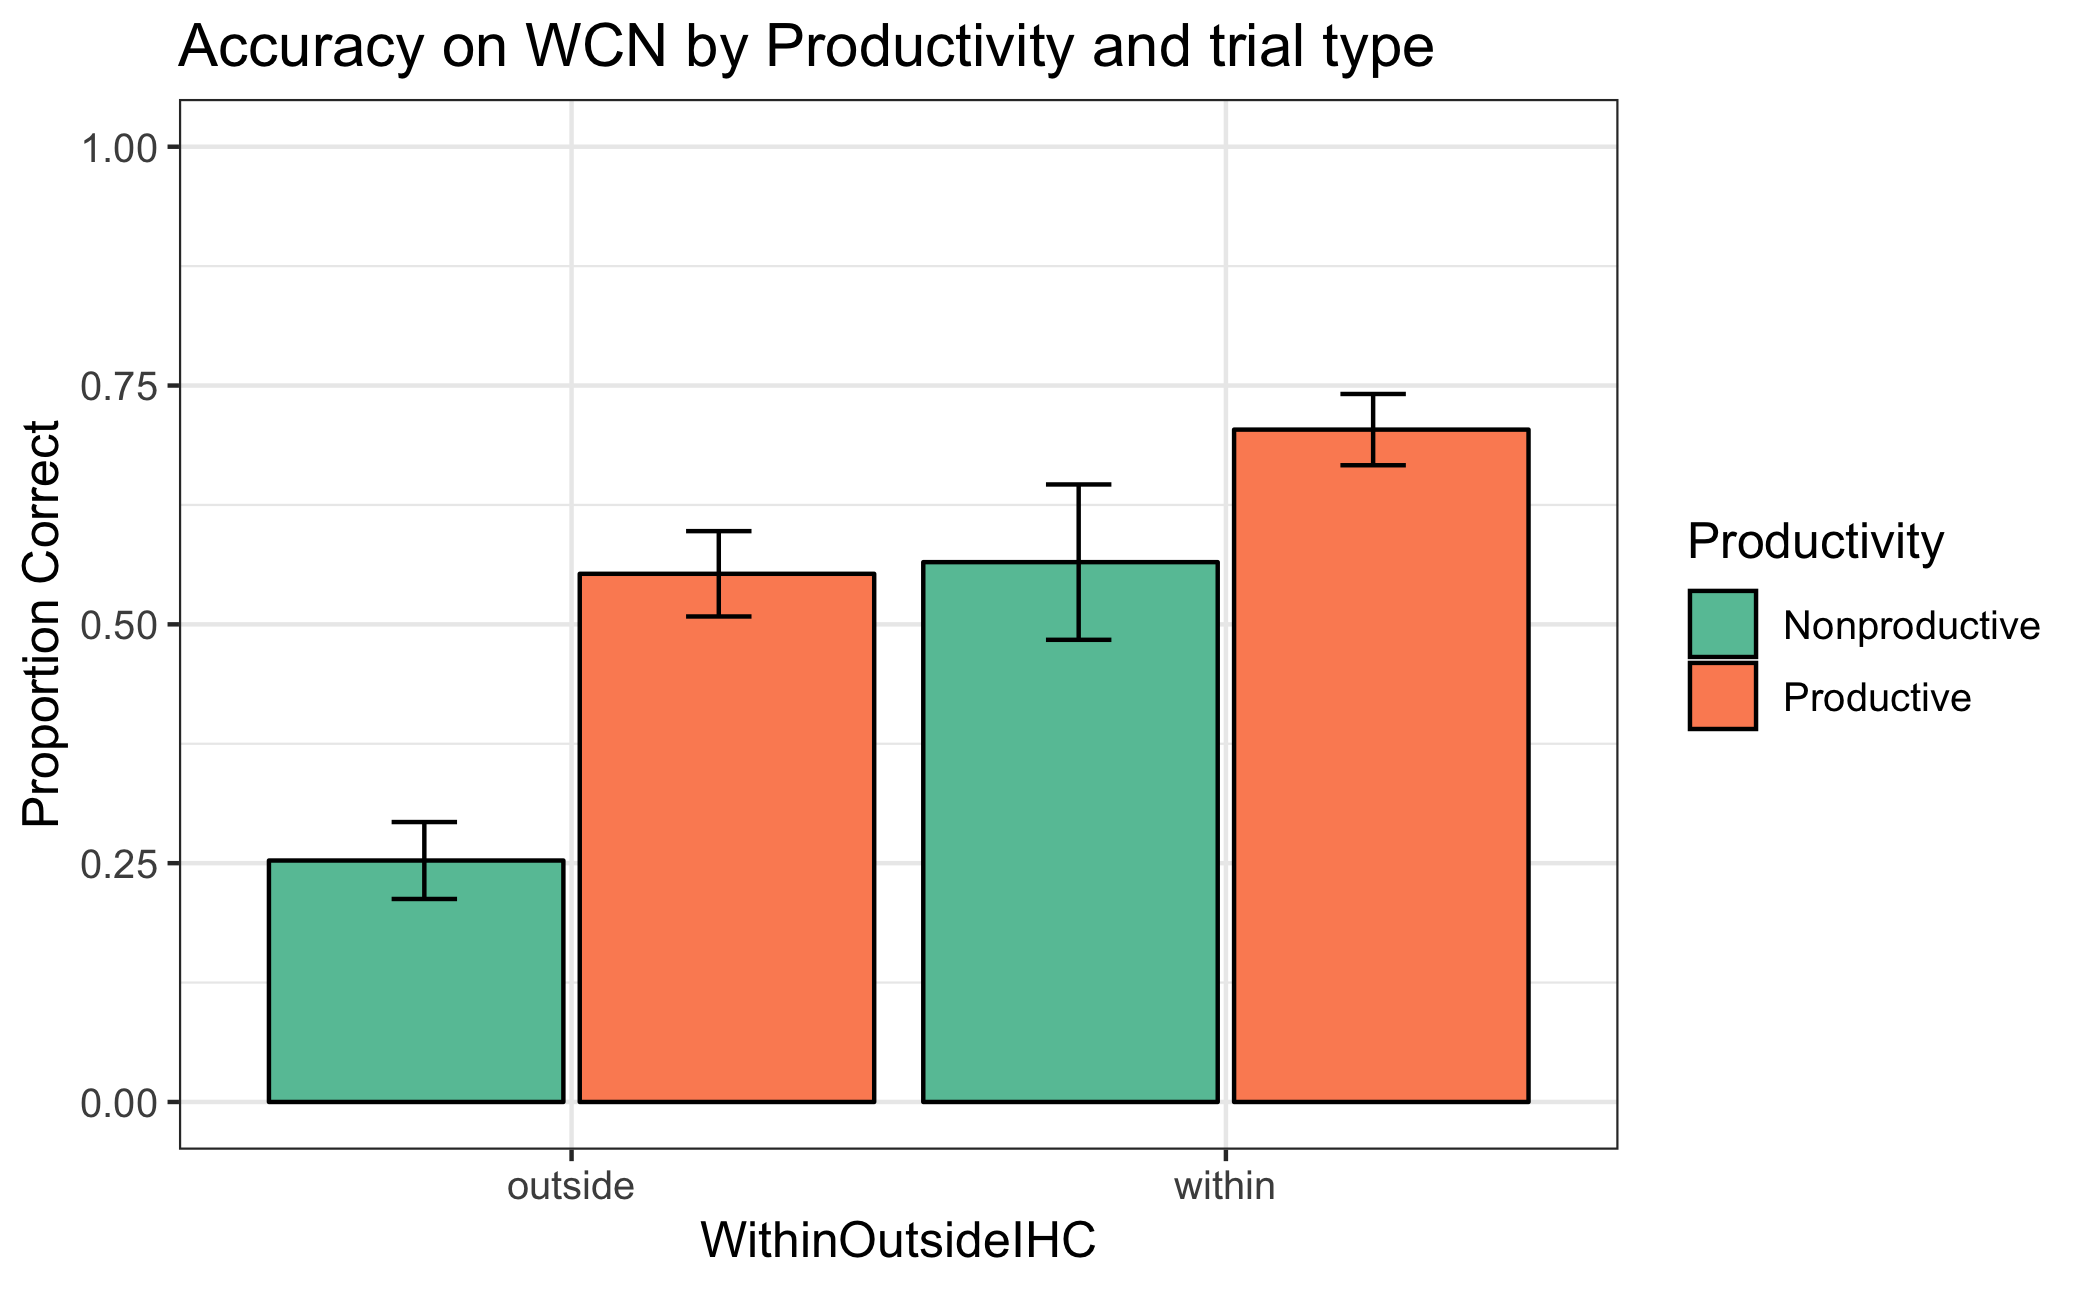 Accuracy on WCN by Productivity and trial type
1.00
0.75
0.50
0.25
0.00
Proportion Correct
outside
within
WithinOutsideIHC
Productivity
Nonproductive
Productive